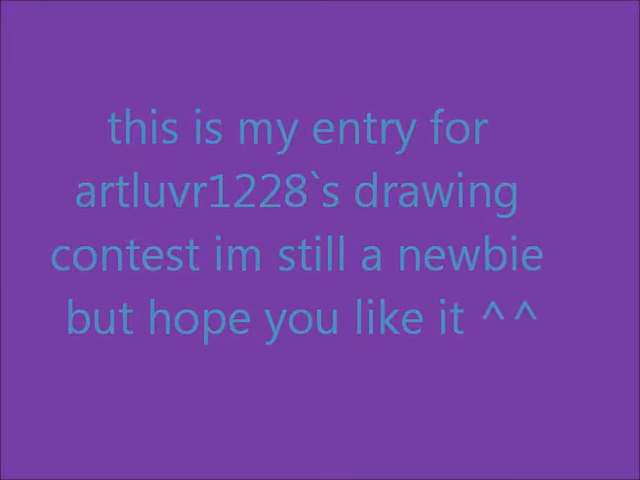 this is my entry for
artluvr1228`s drawing
contest im still a newbie
but hope you like it ^^